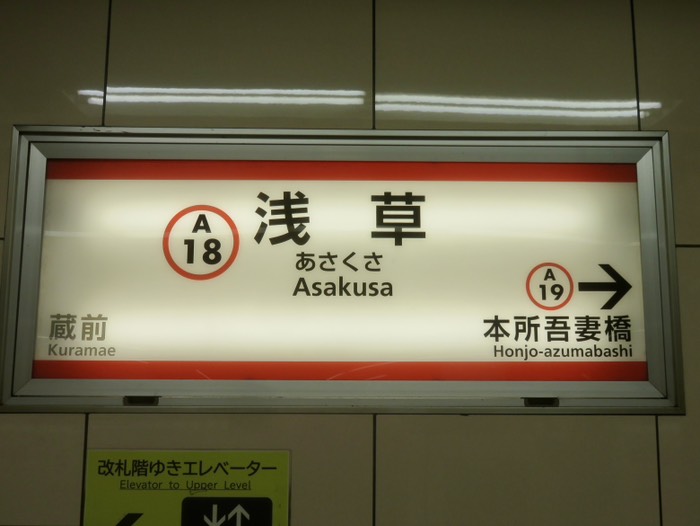 A
18
浅草
あさくさ
Asakusa
A
19
蔵前
Kuramae
本所吾妻橋
Honjo-azumabashi
改札階ゆきエレベーター
Elevator to Upper Level